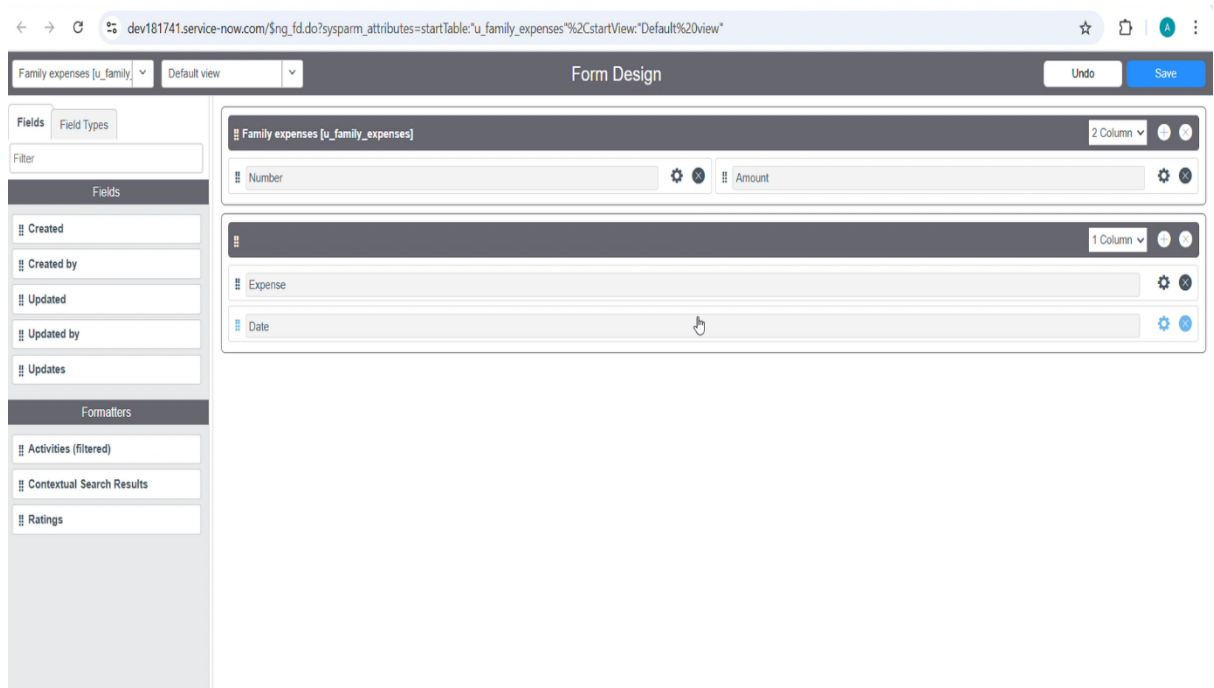 dev181741.service-now.com/$ng_fd.do?sysparm_attributes=startTable:"u_family_expenses"%2CstartView:"Default%20view"
A
Family expenses [u_family_
Default view
Form Design
Undo
Save
Fields
Field Types
Filter
Fields
Created
Created by
Updated
Updated by
Updates
Formatters
Activities (filtered)
Contextual Search Results
Ratings
Family expenses [u_family_expenses]
2 Column
Number
Amount
1 Column
Expense
Date